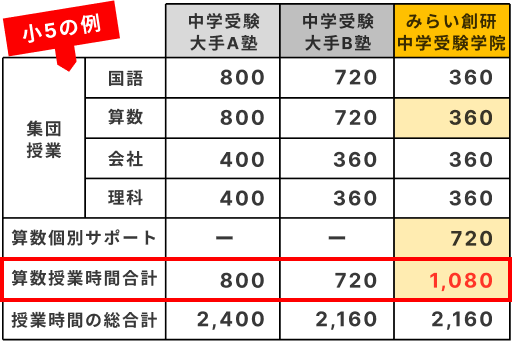 小5の例
中学受験
大手A塾
中学受験
大手B塾
みらい創研
中学受験学院
集団
授業
国語 800 720 360
算数 800 720 360
会社 400 360 360
理科 400 360 360
算数個別サポート ー ー 720
算数授業時間合計 800 720 1,080
授業時間の総合計 2,400 2,160 2,160